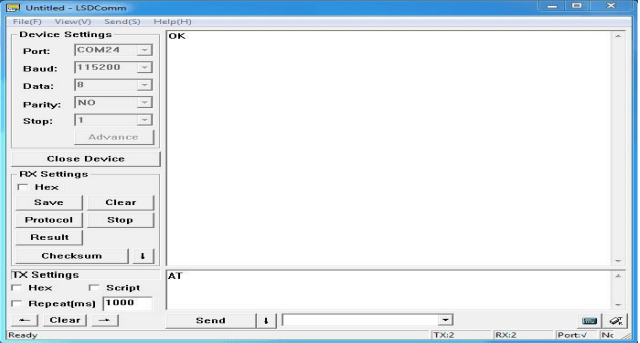 Untitled - LSDComm
File(F) View(V) Send(S) Help(H)
Device Settings
Port: COM24
Baud: 115200
Data: 8
Parity: NO
Stop: 1
Advance
Close Device
RX Settings
Hex
Save Clear
Protocol Stop
Result
Checksum
OK
TX Settings
Hex Script
Repeat(ms) 1000
Clear
AT
Send
Ready TX:2 RX:2 Port:√ Nc